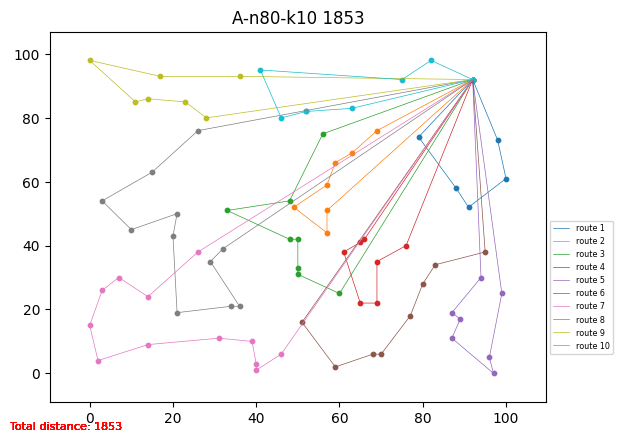 A-n80-k10 1853
100
80
60
40
20
0
0
20
40
60
80
100
route 1
route 2
route 3
route 4
route 5
route 6
route 7
route 8
route 9
route 10
Total distance: 1853